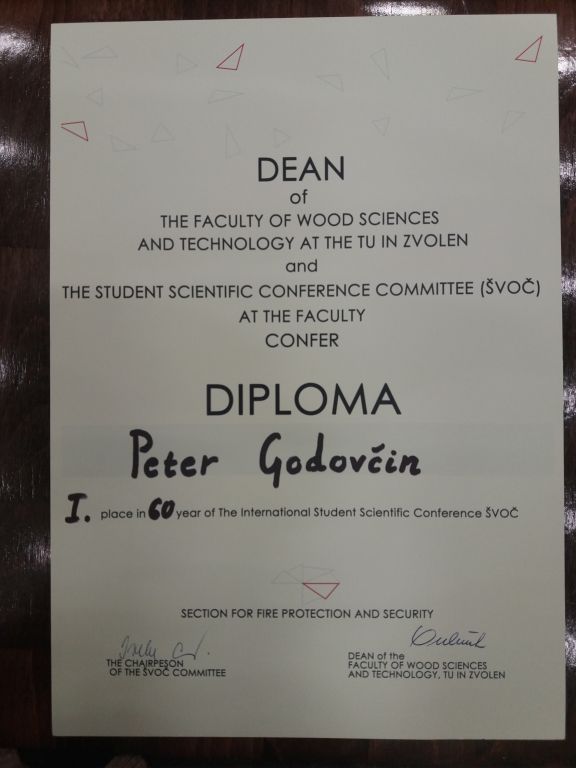 DEAN
of
THE FACULTY OF WOOD SCIENCES
AND TECHNOLOGY AT THE TU IN ZVOLEN
and
THE STUDENT SCIENTIFIC CONFERENCE COMMITTEE (ŠVOČ)
AT THE FACULTY
CONFER
DIPLOMA
Peter Godovčin
I. place in 60 year of The International Student Scientific Conference ŠVOČ
SECTION FOR FIRE PROTECTION AND SECURITY
THE CHAIRPESON
OF THE ŠVOČ COMMITTEE
DEAN OF the
FACULTY OF WOOD SCIENCES
AND TECHNOLOGY, TU IN ZVOLEN